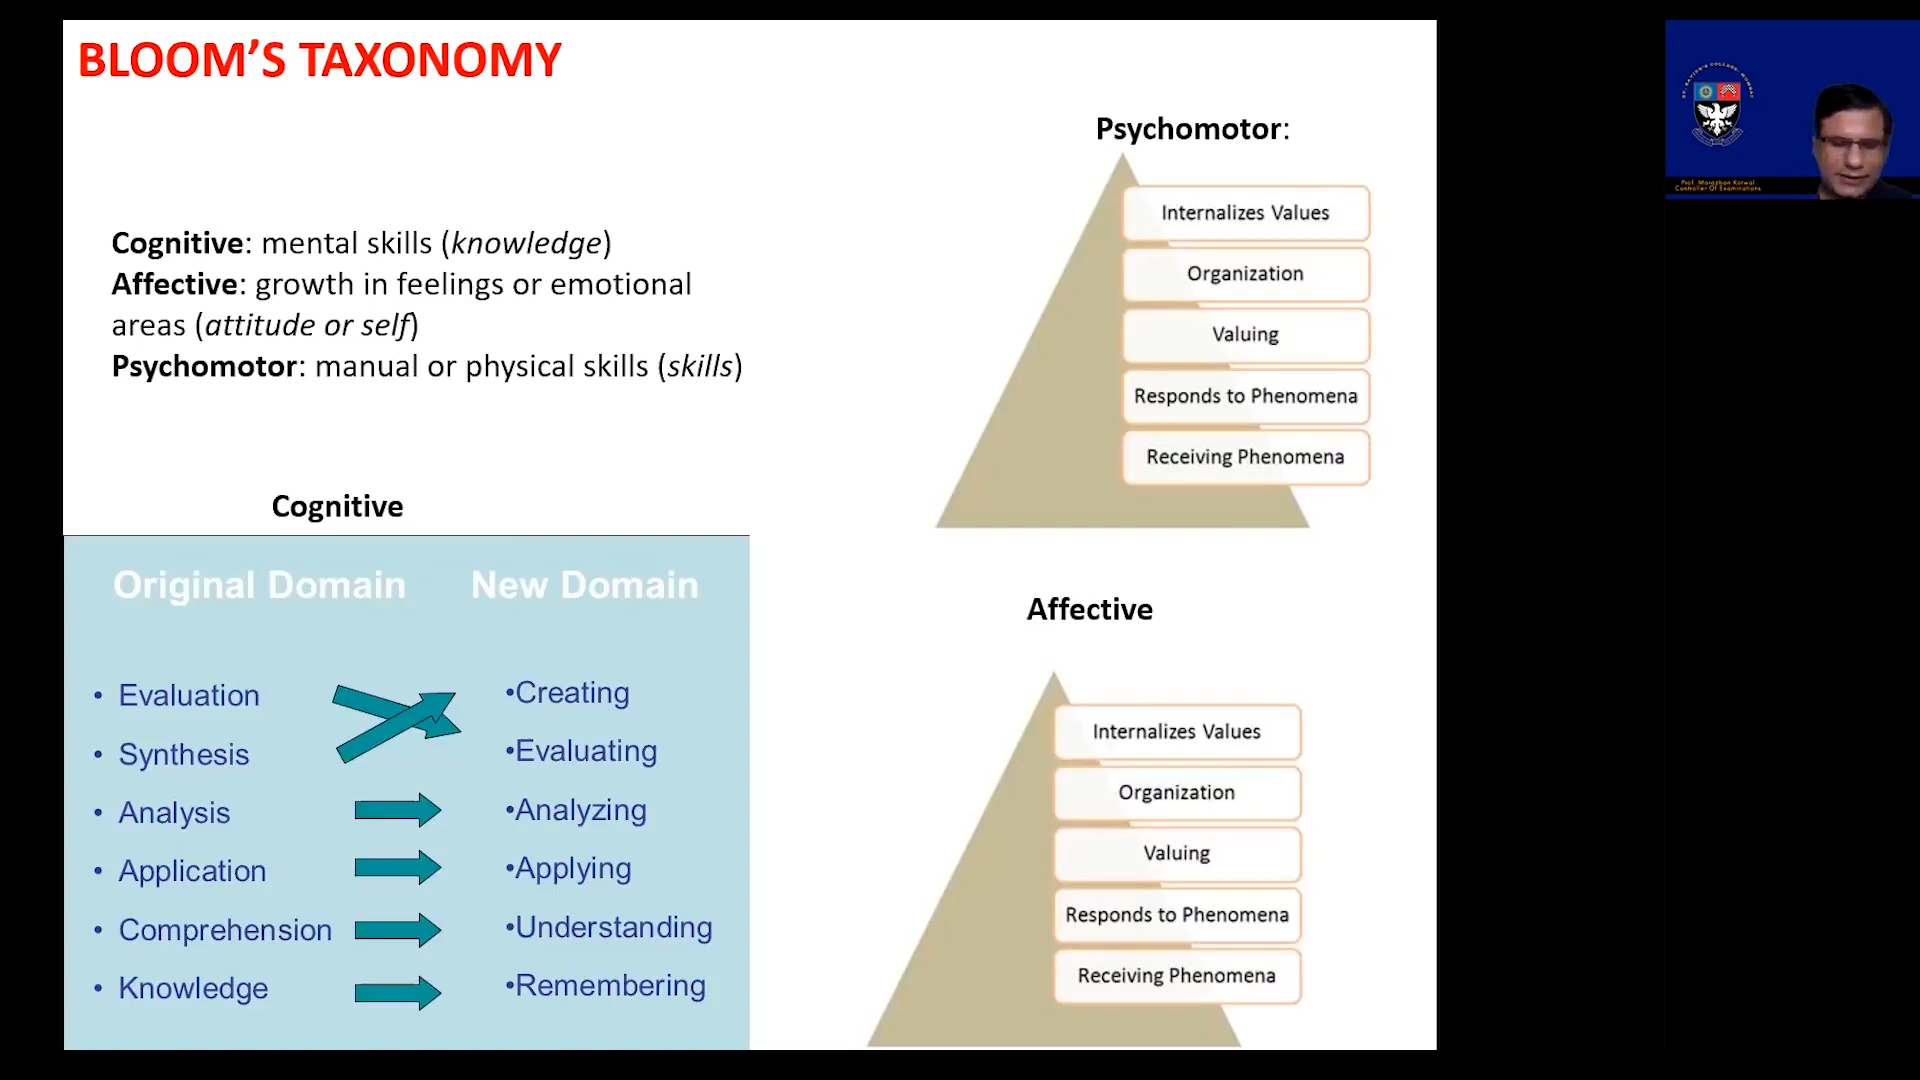 BLOOM’S TAXONOMY
Cognitive: mental skills (knowledge)
Affective: growth in feelings or emotional
areas (attitude or self)
Psychomotor: manual or physical skills (skills)
Cognitive
Original Domain New Domain
• Evaluation •Creating
• Synthesis •Evaluating
• Analysis •Analyzing
• Application •Applying
• Comprehension •Understanding
• Knowledge •Remembering
Psychomotor:
Internalizes Values
Organization
Valuing
Responds to Phenomena
Receiving Phenomena
Affective
Internalizes Values
Organization
Valuing
Responds to Phenomena
Receiving Phenomena
Controller Of Examinations